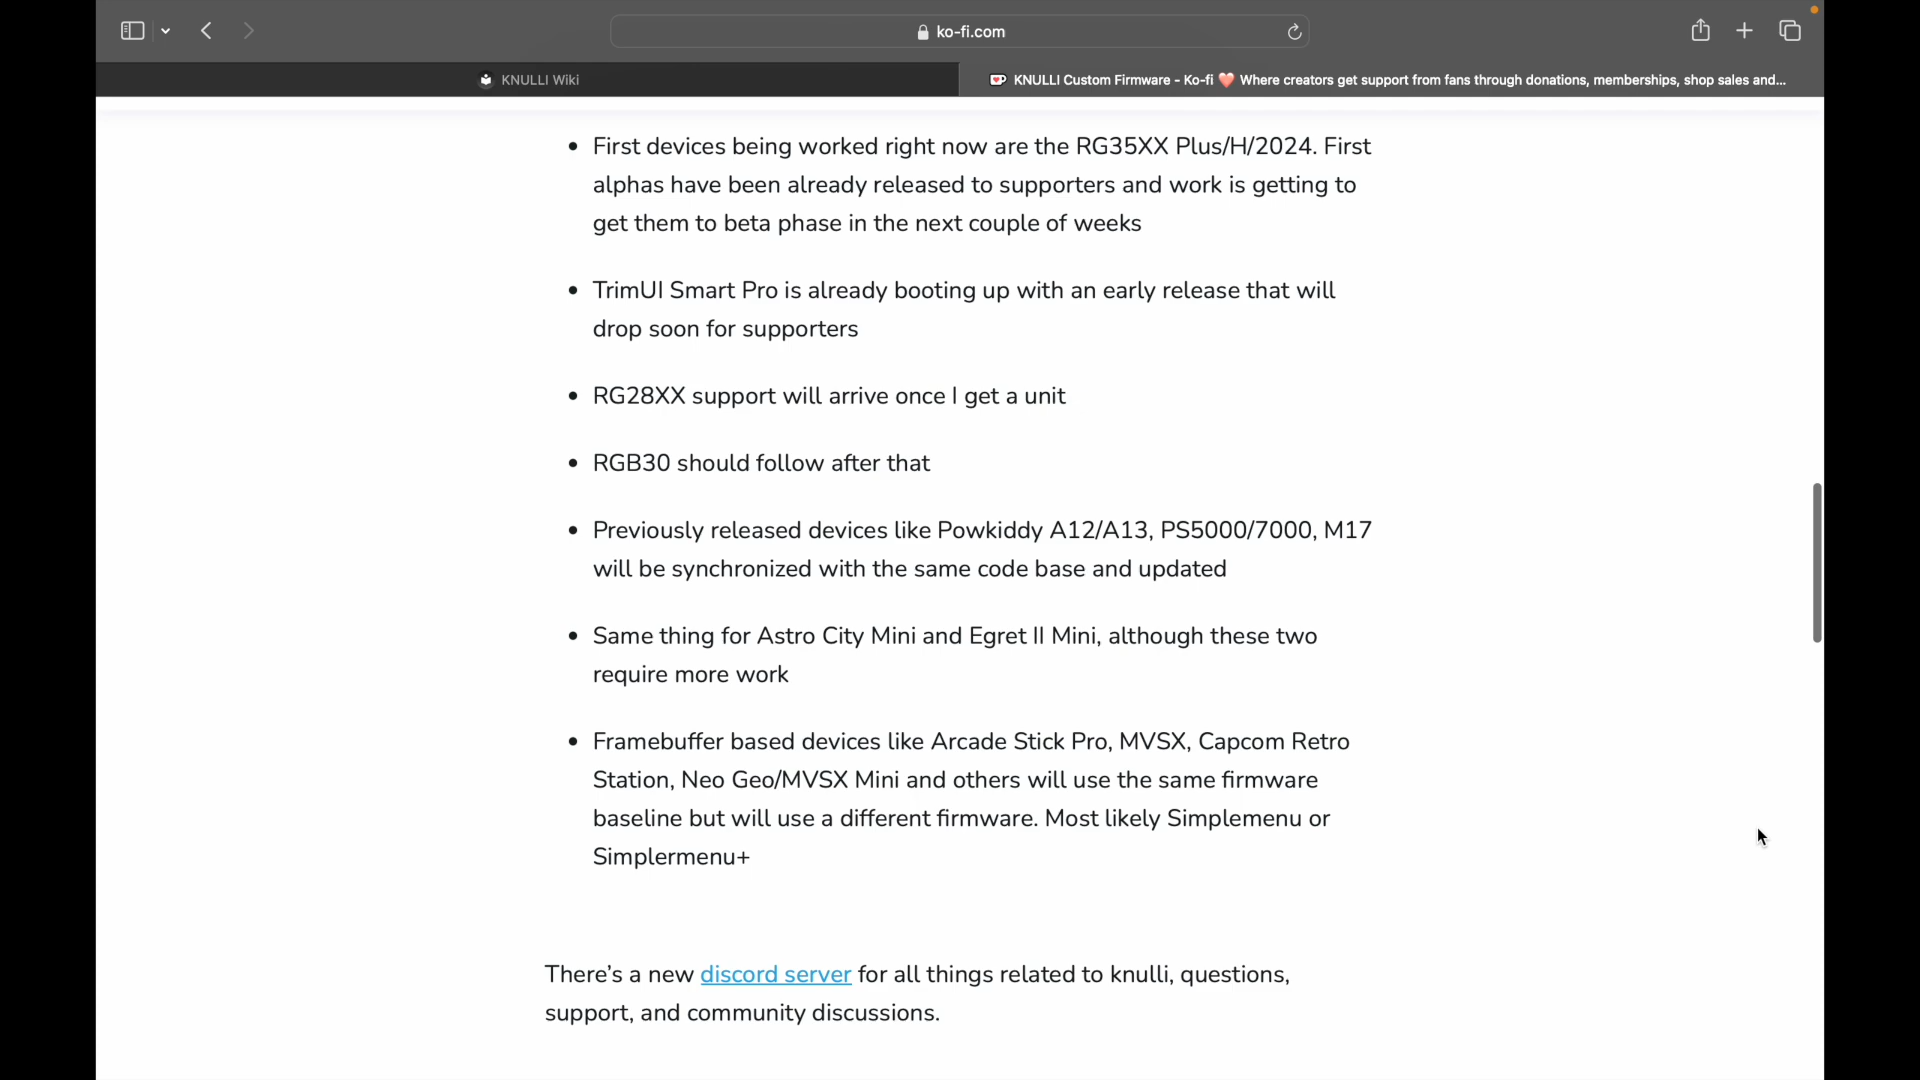 ko-fi.com
KNULLI Wiki
KNULLI Custom Firmware - Ko-fi ❤️ Where creators get support from fans through donations, memberships, shop sales and...
• First devices being worked right now are the RG35XX Plus/H/2024. First
alphas have been already released to supporters and work is getting to
get them to beta phase in the next couple of weeks
• TrimUI Smart Pro is already booting up with an early release that will
drop soon for supporters
• RG28XX support will arrive once I get a unit
• RGB30 should follow after that
• Previously released devices like Powkiddy A12/A13, PS5000/7000, M17
will be synchronized with the same code base and updated
• Same thing for Astro City Mini and Egret II Mini, although these two
require more work
• Framebuffer based devices like Arcade Stick Pro, MVSX, Capcom Retro
Station, Neo Geo/MVSX Mini and others will use the same firmware
baseline but will use a different firmware. Most likely Simplemenu or
Simplermenu+
There’s a new discord server for all things related to knulli, questions,
support, and community discussions.